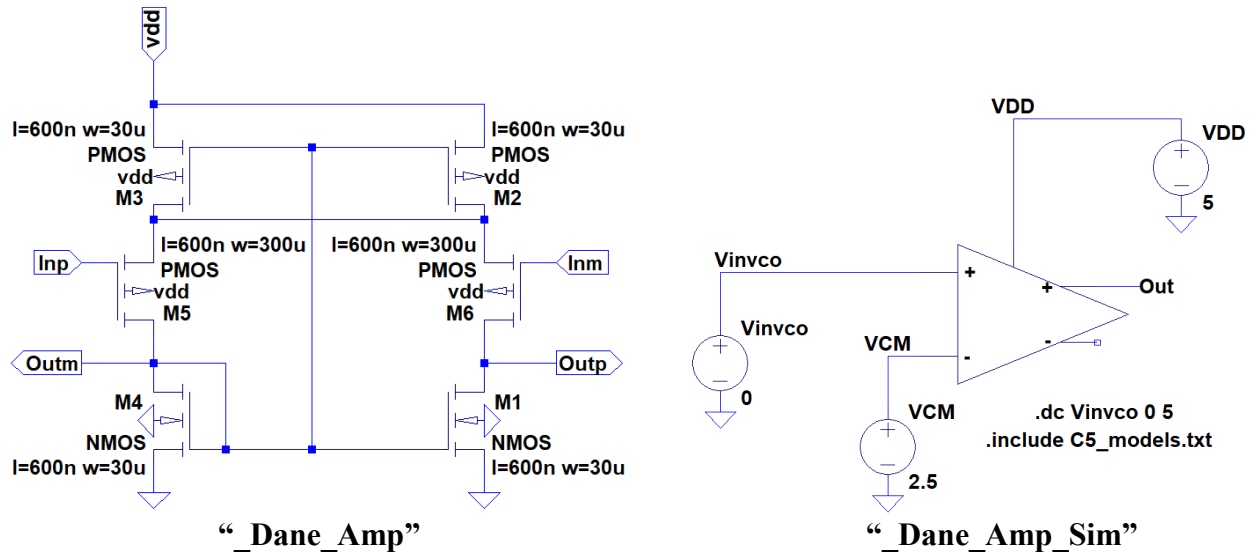 vdd
l=600n w=30u
l=600n w=30u
PMOS
PMOS
vdd
vdd
M3
M2
l=600n w=300u
l=600n w=300u
Inp
Inm
PMOS
PMOS
vdd
vdd
M5
M6
Outm
Outp
M4
M1
NMOS
NMOS
l=600n w=30u
l=600n w=30u
“_Dane_Amp”
VDD
VDD
+
-
5
Vinvco
+
+
Out
Vinvco
-
+
VCM
-
-
0
VCM
+
-
2.5
.dc Vinvco 0 5
.include C5_models.txt
“_Dane_Amp_Sim”